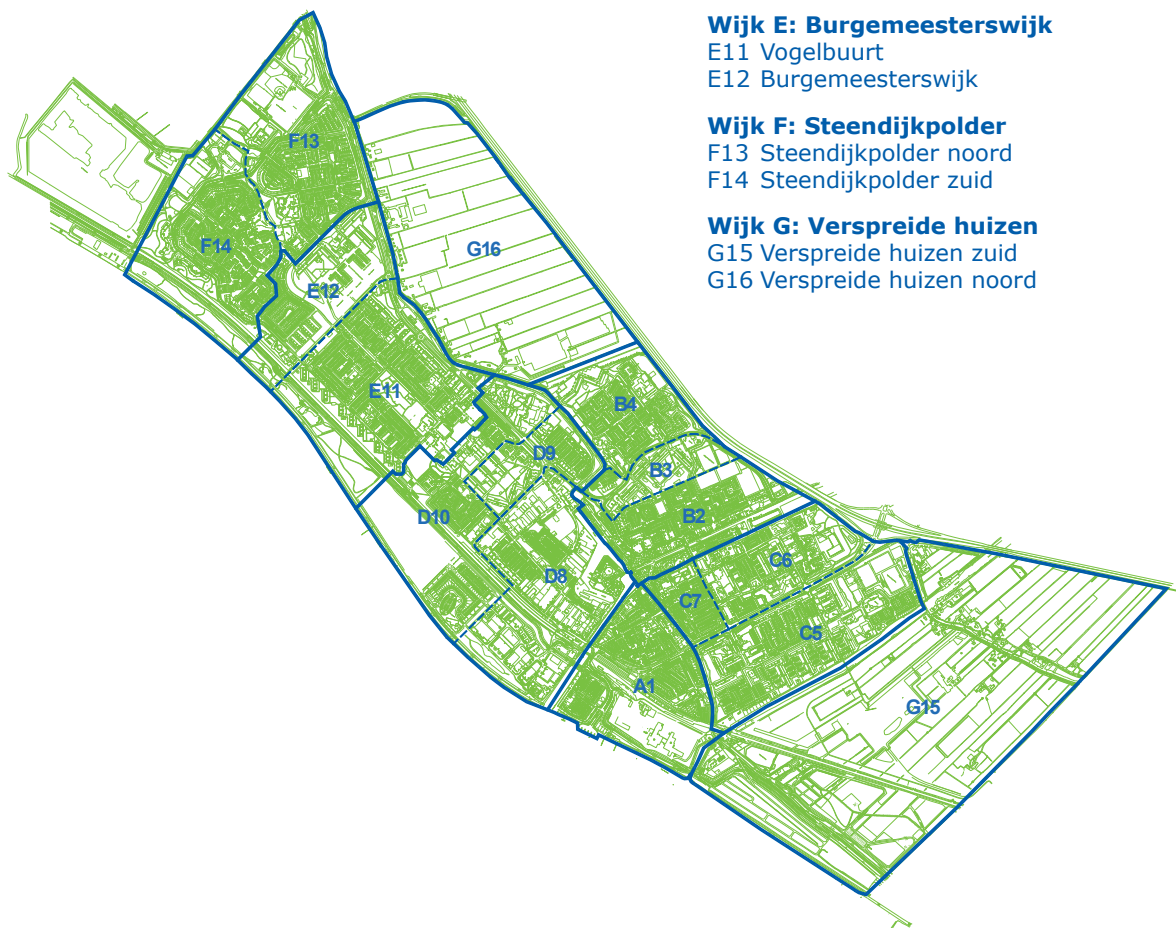 Wijk E: Burgemeesterswijk
E11 Vogelbuurt
E12 Burgemeesterswijk
Wijk F: Steendijkpolder
F13 Steendijkpolder noord
F14 Steendijkpolder zuid
Wijk G: Verspreide huizen
G15 Verspreide huizen zuid
G16 Verspreide huizen noord
F13
F14
G16
E12
E11
B4
D9
B3
D10
B2
C6
D8
C7
C5
A1
G15